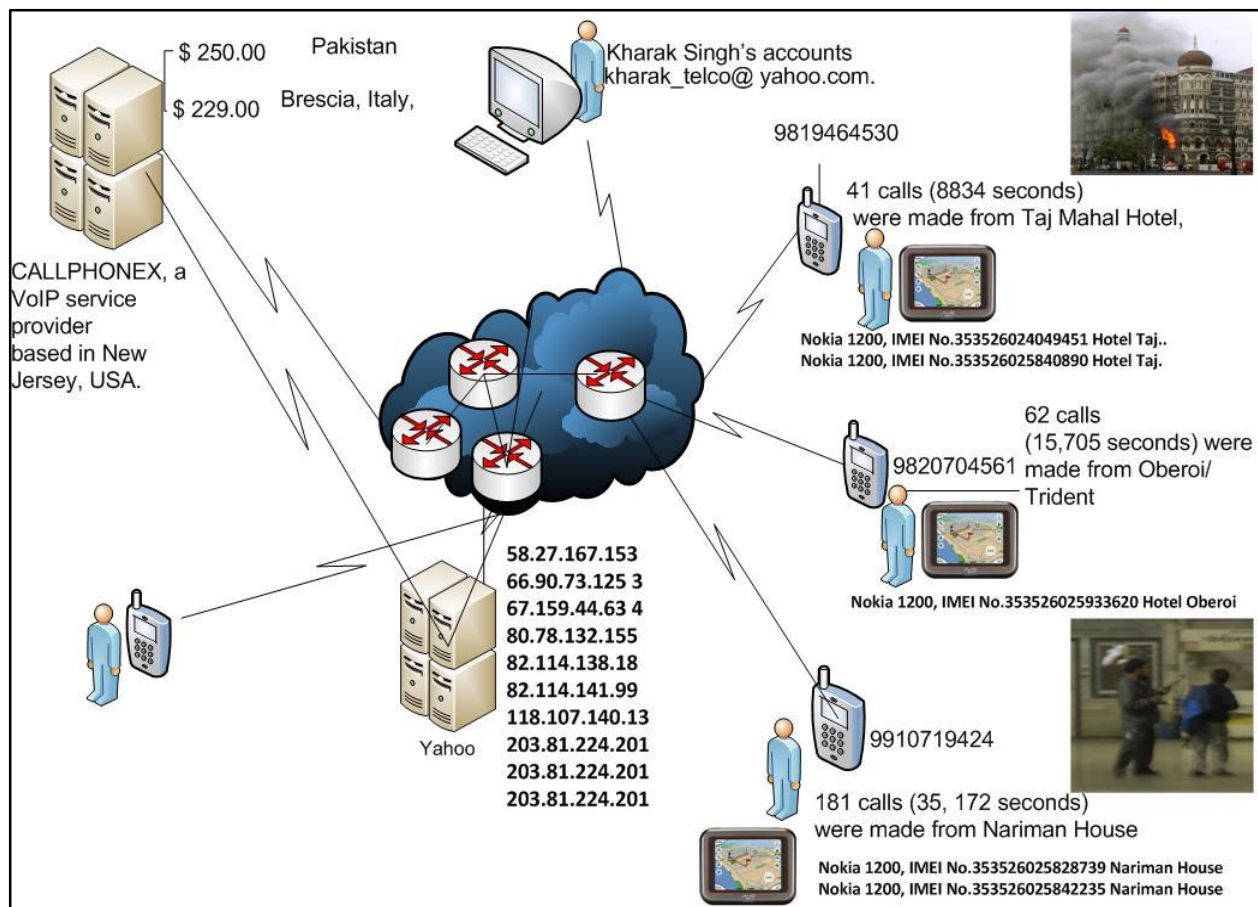 $ 250.00 Pakistan
$ 229.00 Brescia, Italy,
CALLPHONEX, a
VoIP service
provider
based in New
Jersey, USA.
Kharak Singh's accounts
kharak_telco@ yahoo.com.
9819464530
41 calls (8834 seconds)
were made from Taj Mahal Hotel,
Nokia 1200, IMEI No.353526024049451 Hotel Taj..
Nokia 1200, IMEI No.353526025840890 Hotel Taj.
62 calls
(15,705 seconds) were
made from Oberoi/
Trident
9820704561
Nokia 1200, IMEI No.353526025933620 Hotel Oberoi
58.27.167.153
66.90.73.125 3
67.159.44.63 4
80.78.132.155
82.114.138.18
82.114.141.99
118.107.140.13
203.81.224.201
203.81.224.201
203.81.224.201
Yahoo
9910719424
181 calls (35, 172 seconds)
were made from Nariman House
Nokia 1200, IMEI No.353526025828739 Nariman House
Nokia 1200, IMEI No.353526025842235 Nariman House